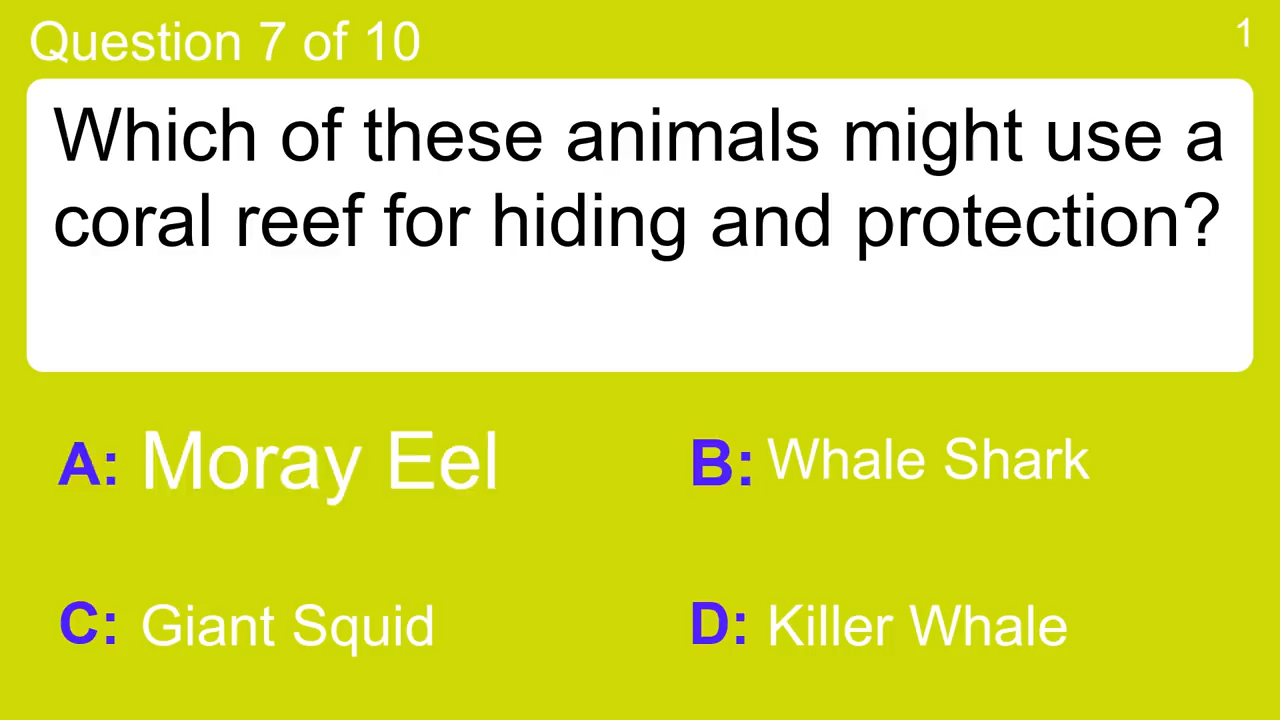 Question 7 of 10
1
Which of these animals might use a
coral reef for hiding and protection?
A: Moray Eel
B: Whale Shark
C: Giant Squid
D: Killer Whale